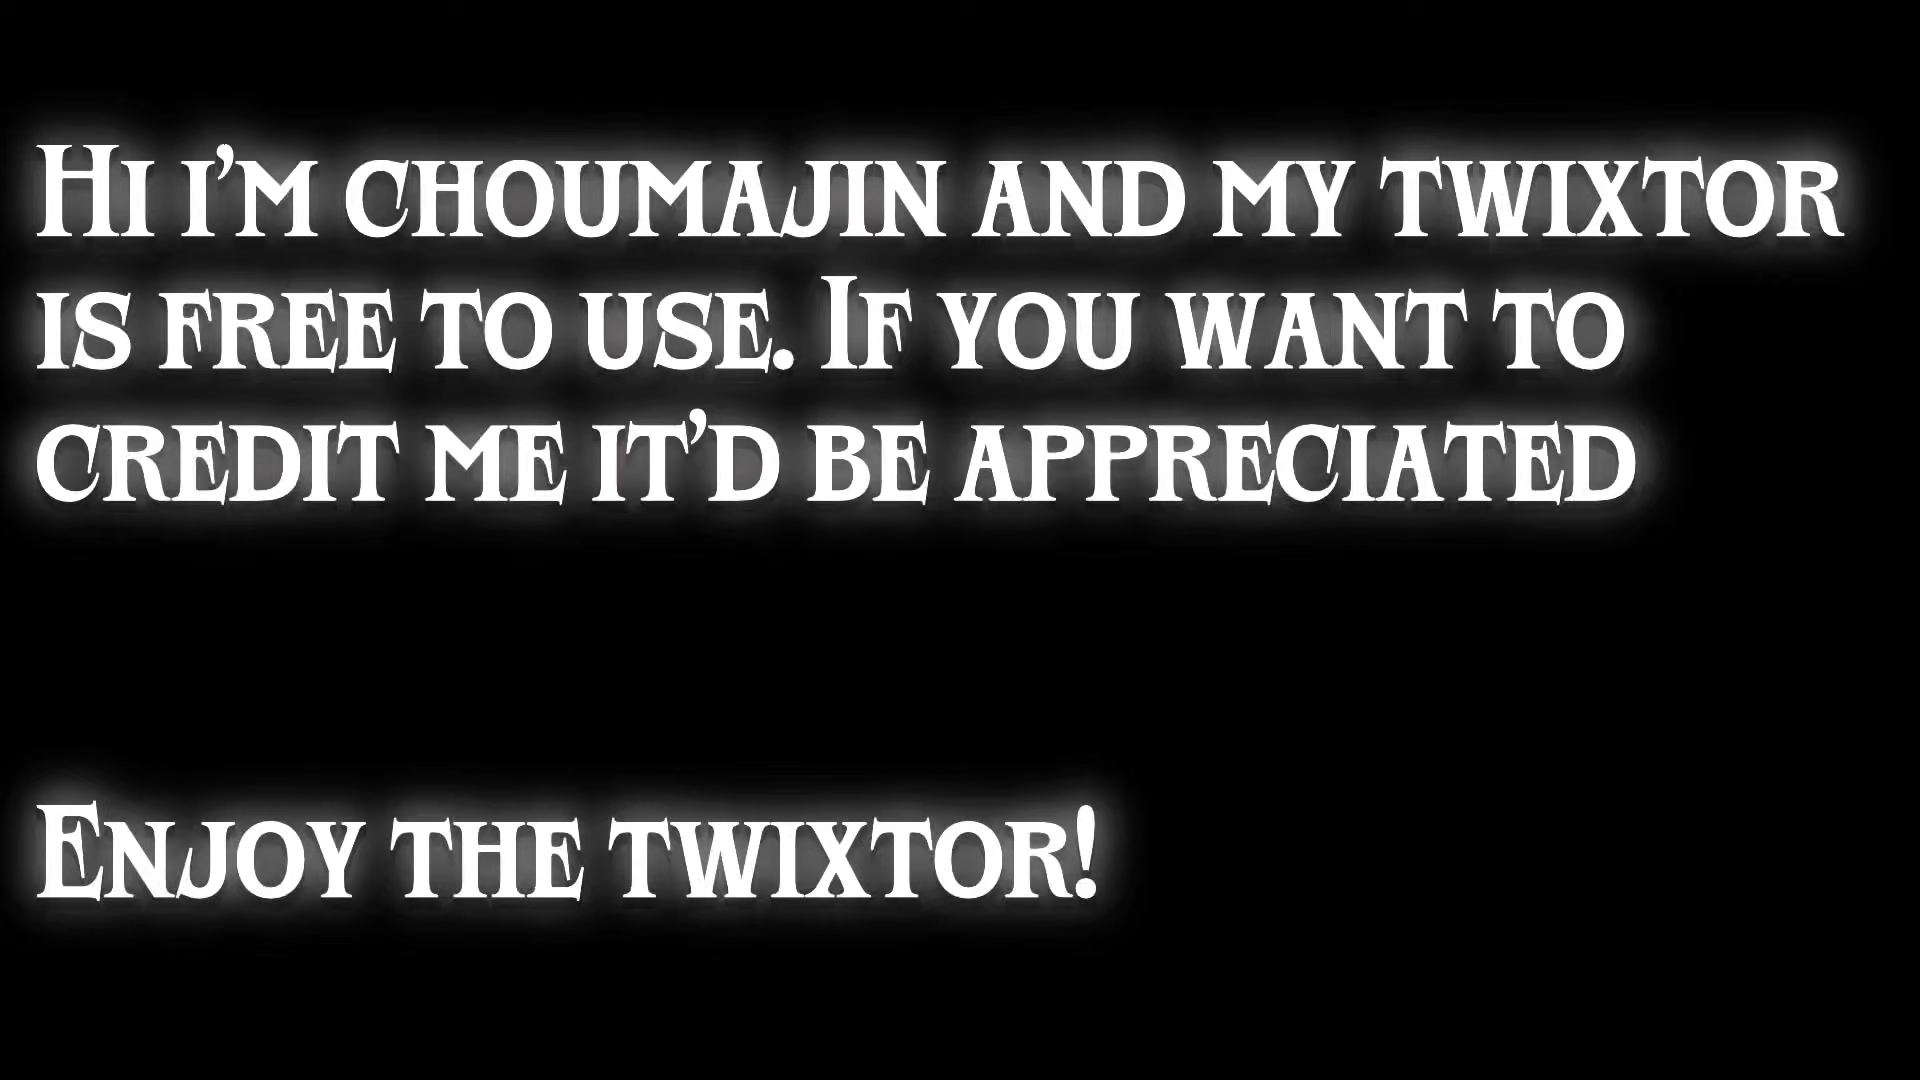 Hi i'm choumajin and my twixtor
is free to use. If you want to
credit me it'd be appreciated
Enjoy the twixtor!